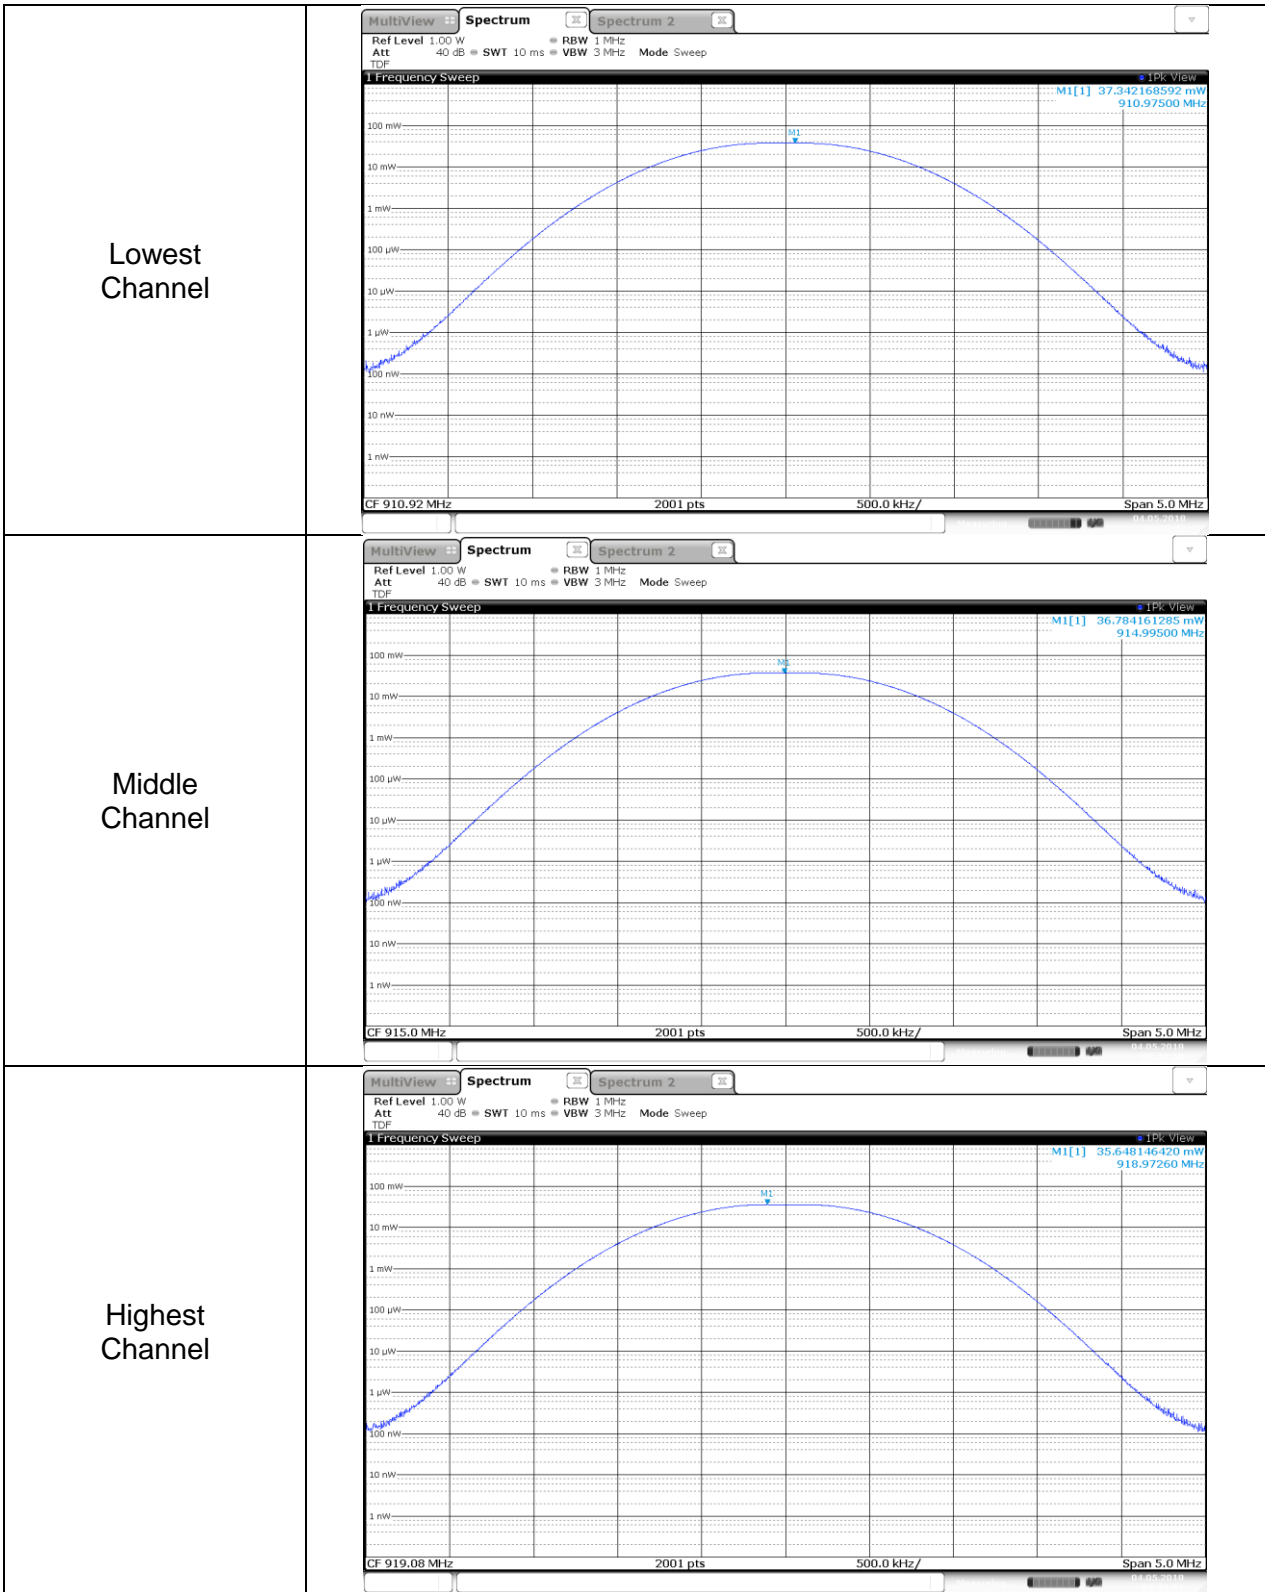 Lowest
Channel
MultiView Spectrum X Spectrum 2 X
Ref Level 1.00 W RBW 1 MHz
Att 40 dB SWT 10 ms VBW 3 MHz Mode Sweep
TDF
1 Frequency Sweep 1Pk View
M1[1] 37.342168592 mW
910.97500 MHz
100 mW
M1
10 mW
1 mW
100 µW
10 µW
1 µW
100 nW
10 nW
1 nW
CF 910.92 MHz 2001 pts 500.0 kHz/ Span 5.0 MHz
Middle
Channel
MultiView Spectrum X Spectrum 2 X
Ref Level 1.00 W RBW 1 MHz
Att 40 dB SWT 10 ms VBW 3 MHz Mode Sweep
TDF
1 Frequency Sweep 1Pk View
M1[1] 36.784161285 mW
914.99500 MHz
100 mW
M1
10 mW
1 mW
100 µW
10 µW
1 µW
100 nW
10 nW
1 nW
CF 915.0 MHz 2001 pts 500.0 kHz/ Span 5.0 MHz
Highest
Channel
MultiView Spectrum X Spectrum 2 X
Ref Level 1.00 W RBW 1 MHz
Att 40 dB SWT 10 ms VBW 3 MHz Mode Sweep
TDF
1 Frequency Sweep 1Pk View
M1[1] 35.648146420 mW
918.97260 MHz
100 mW
M1
10 mW
1 mW
100 µW
10 µW
1 µW
100 nW
10 nW
1 nW
CF 919.08 MHz 2001 pts 500.0 kHz/ Span 5.0 MHz